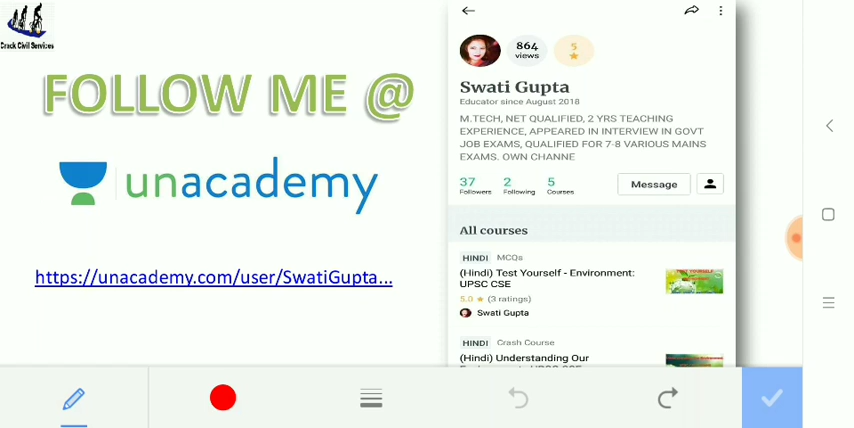 Crack Civil Services
FOLLOW ME @
unacademy
https://unacademy.com/user/SwatiGupta...
864
views
5
Swati Gupta
Educator since August 2018
M.TECH, NET QUALIFIED, 2 YRS TEACHING
EXPERIENCE, APPEARED IN INTERVIEW IN GOVT
JOB EXAMS, QUALIFIED FOR 7-8 VARIOUS MAINS
EXAMS. OWN CHANNE
37
Followers
2
Following
5
Courses
Message
All courses
HINDI MCQs
(Hindi) Test Yourself - Environment:
UPSC CSE
5.0 ★ (3 ratings)
Swati Gupta
HINDI Crash Course
(Hindi) Understanding Our